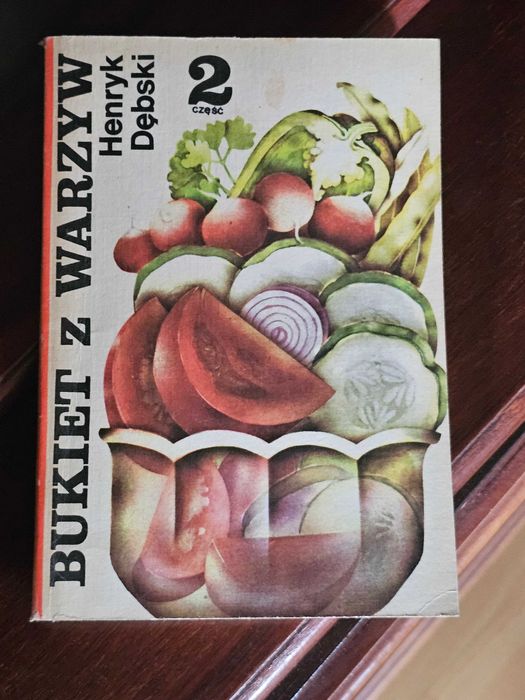 BUKIET z WARZYW
Henryk
Dębski
2
część